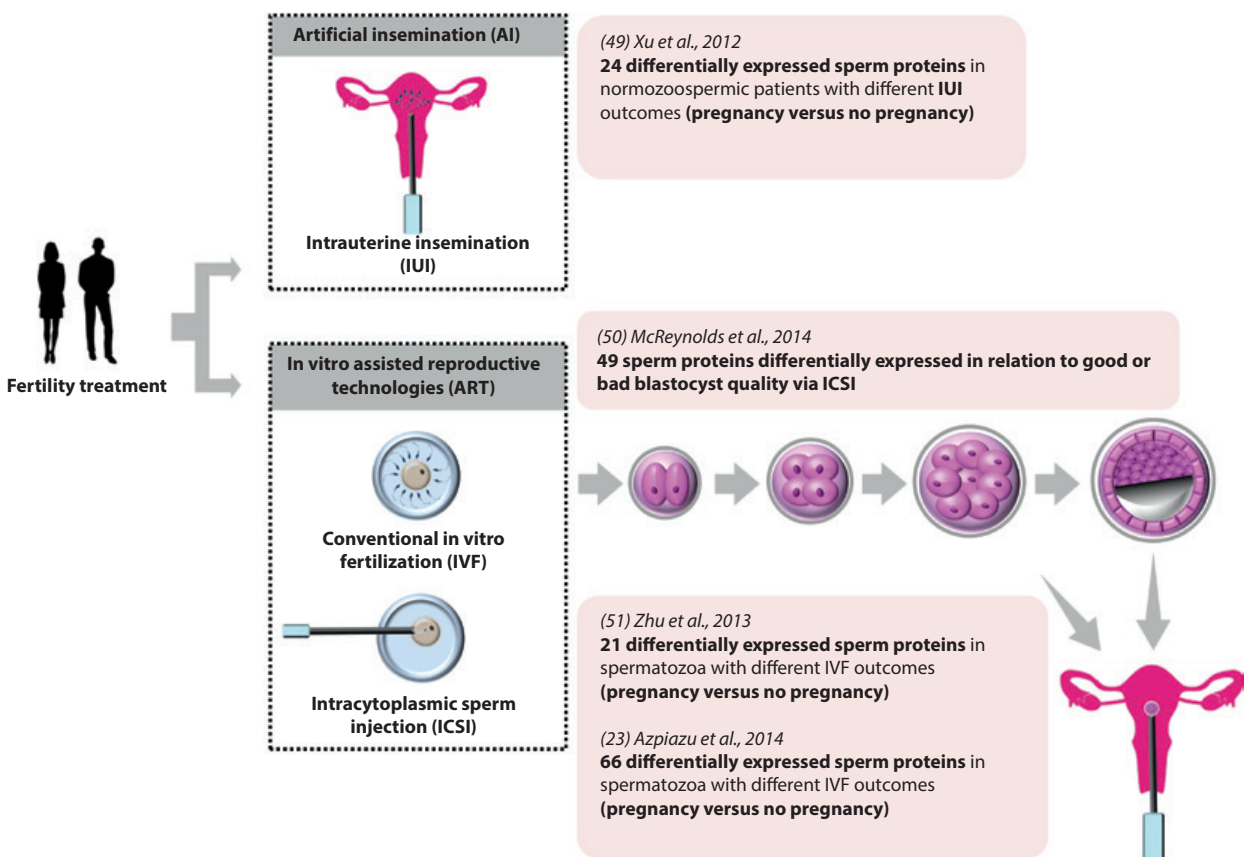 Artificial insemination (AI)
Intrauterine insemination
(IUI)
(49) Xu et al., 2012
24 differentially expressed sperm proteins in
normozoospermic patients with different IUI
outcomes (pregnancy versus no pregnancy)
Fertility treatment
In vitro assisted reproductive
technologies (ART)
Conventional in vitro
fertilization (IVF)
Intracytoplasmic sperm
injection (ICSI)
(50) McReynolds et al., 2014
49 sperm proteins differentially expressed in relation to good or
bad blastocyst quality via ICSI
(51) Zhu et al., 2013
21 differentially expressed sperm proteins in
spermatozoa with different IVF outcomes
(pregnancy versus no pregnancy)
(23) Azpiazu et al., 2014
66 differentially expressed sperm proteins in
spermatozoa with different IVF outcomes
(pregnancy versus no pregnancy)